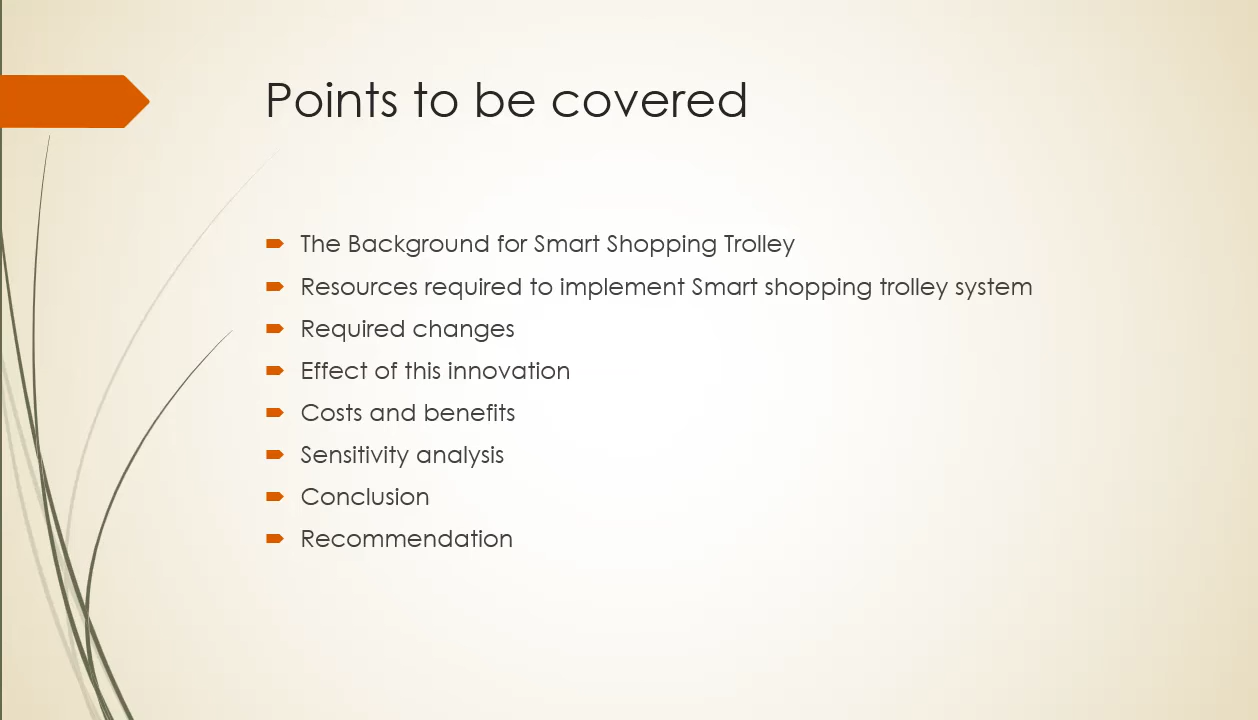 Points to be covered
The Background for Smart Shopping Trolley
Resources required to implement Smart shopping trolley system
Required changes
Effect of this innovation
Costs and benefits
Sensitivity analysis
Conclusion
Recommendation